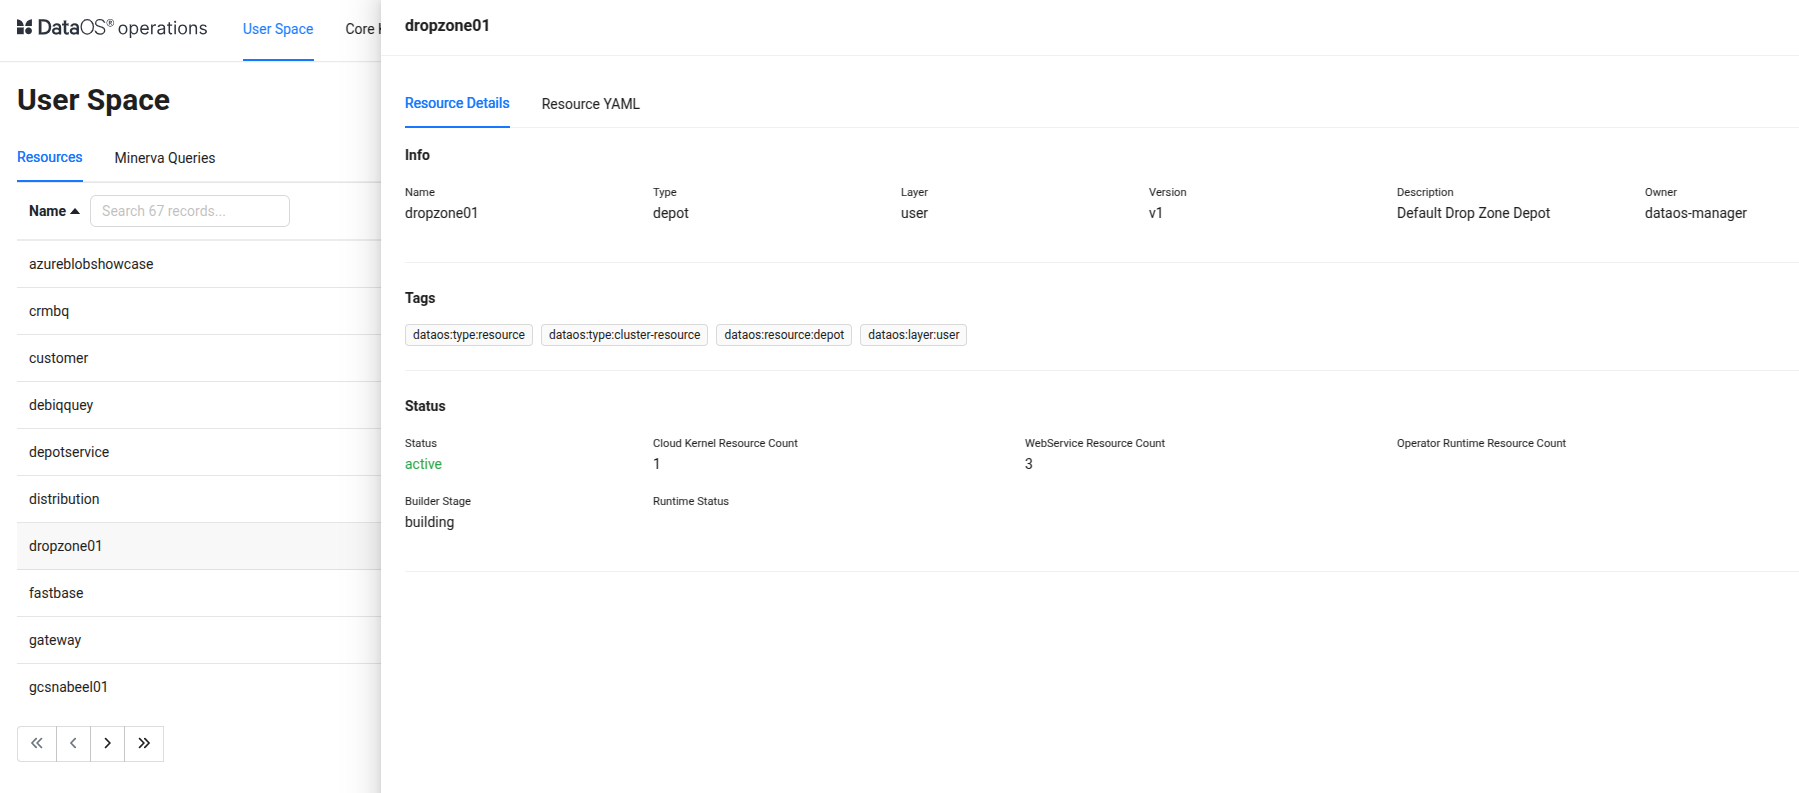 DataOS® operations
User Space
Core
User Space
Resources
Minerva Queries
Name
Search 67 records...
azureblobshowcase
crmbq
customer
debiqquey
depotservice
distribution
dropzone01
fastbase
gateway
gcsnabeel01
dropzone01
Resource Details
Resource YAML
Info
Name Type Layer Version Description Owner
dropzone01 depot user v1 Default Drop Zone Depot dataos-manager
Tags
dataos:type:resource dataos:type:cluster-resource dataos:resource:depot dataos:layer:user
Status
Status Cloud Kernel Resource Count WebService Resource Count Operator Runtime Resource Count
active 1 3
Builder Stage Runtime Status
building